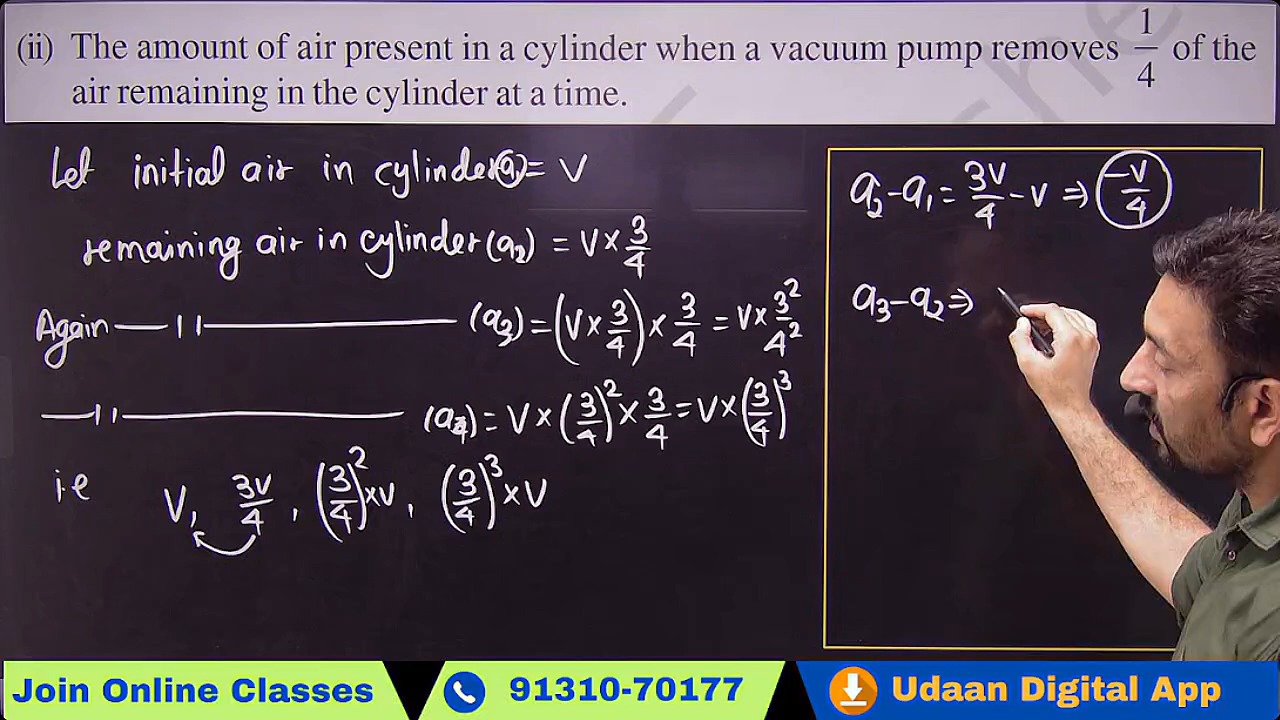 (ii) The amount of air present in a cylinder when a vacuum pump removes 1/4 of the
air remaining in the cylinder at a time.
Let initial air in cylinder (a₁) = V
remaining air in cylinder (a₂) = V × 3/4
Again —— 〃 —— (a₃) = (V × 3/4) × 3/4 = V × 3²/4²
—— 〃 —— (a₄) = V × (3/4)² × 3/4 = V × (3/4)³
i.e V, 3V/4, (3/4)² × V, (3/4)³ × V
a₂ - a₁ = 3V/4 - V ⇒ -V/4
a₃ - a₂ ⇒
Join Online Classes
91310-70177
Udaan Digital App